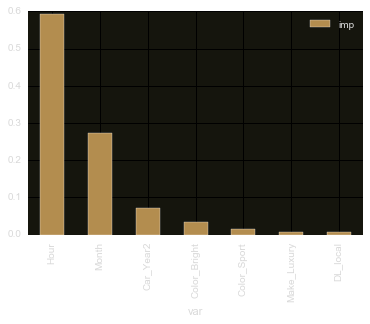 0.6
imp
0.5
0.4
0.3
0.2
0.1
0.0
Hour
Month
Car_Year2
Color_Bright
Color_Sport
Make_Luxury
DL_local
var